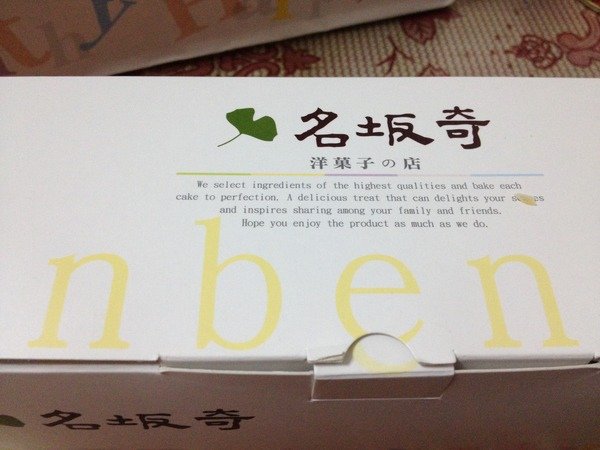 名坂奇
洋菓子の店
We select ingredients of the highest qualities and bake each
cake to perfection. A delicious treat that can delights your
and inspires sharing among your family and friends.
Hope you enjoy the product as much as we do.
nben
名坂奇